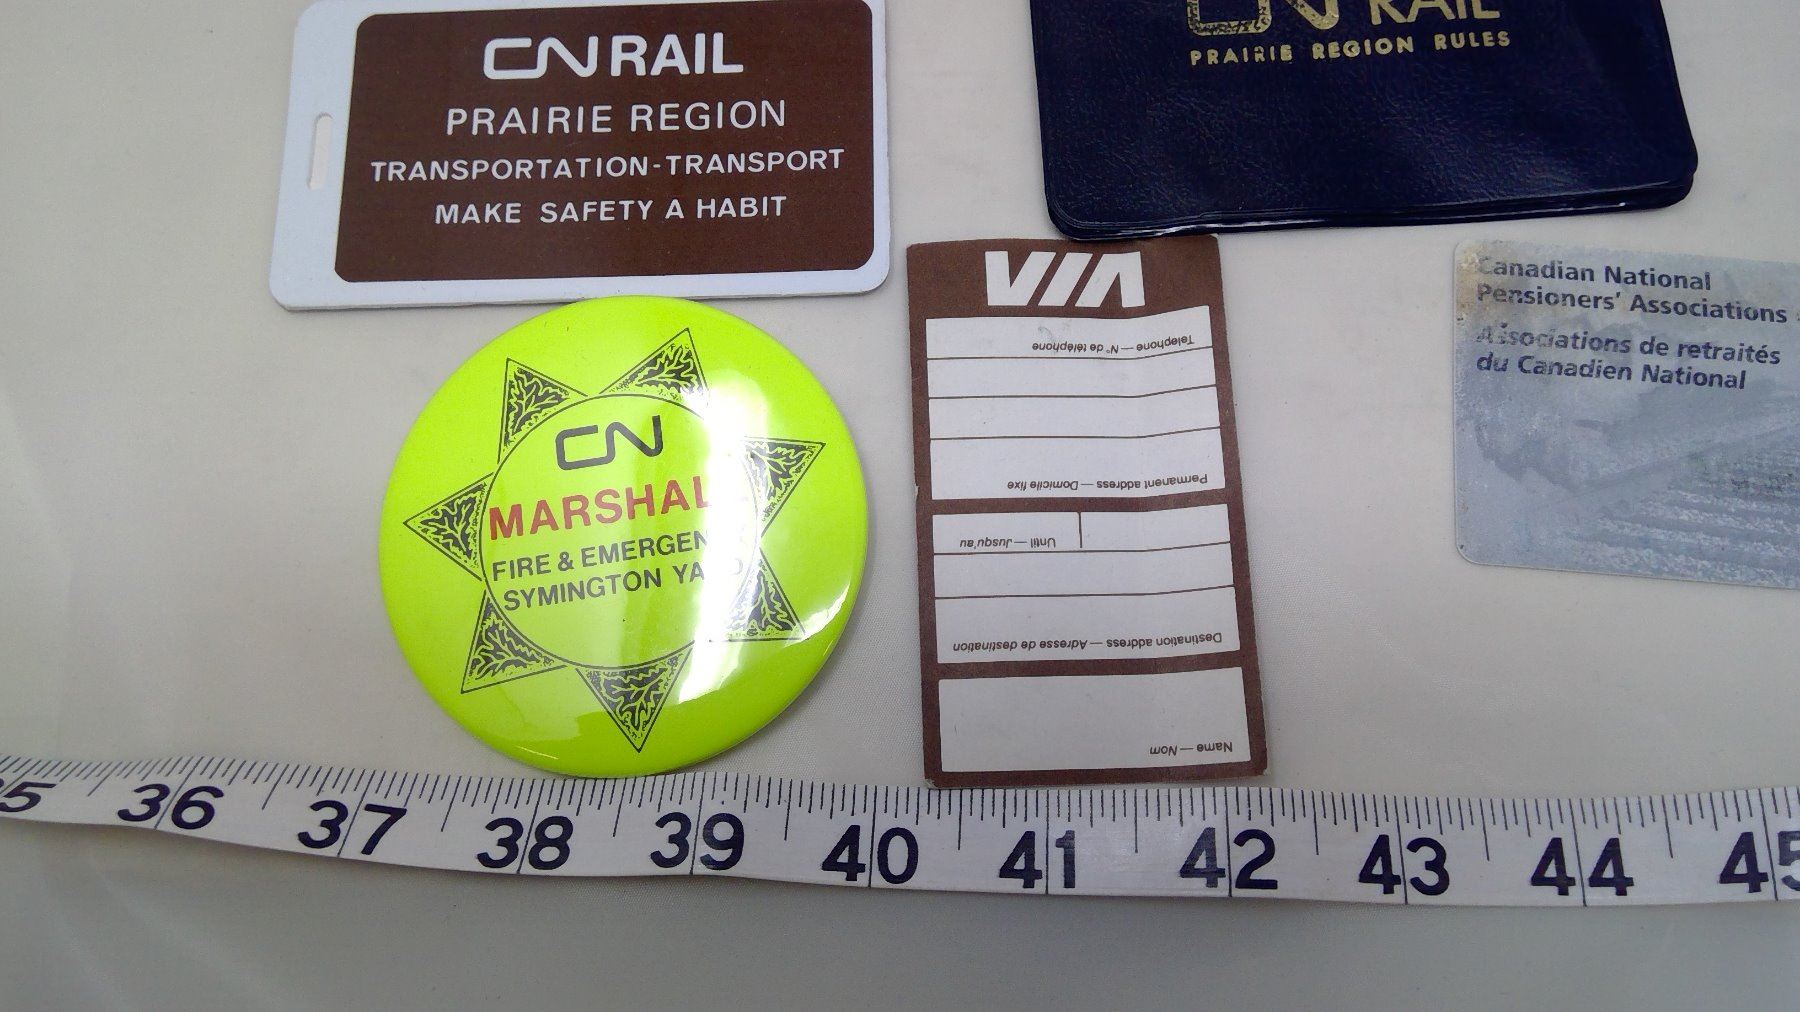 CN RAIL
PRAIRIE REGION
TRANSPORTATION-TRANSPORT
MAKE SAFETY A HABIT
CN RAIL
PRAIRIE REGION RULES
CN
MARSHAL
FIRE & EMERGEN
SYMINGTON YARD
VIA
Telephone — N° de téléphone
Permanent address — Domicile fixe
Until — Jusqu'au
Destination address — Adresse de destination
Name — Nom
Canadian National
Pensioners' Associations
Associations de retraités
du Canadien National
35 36 37 38 39 40 41 42 43 44 45